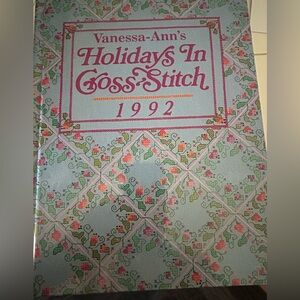 Vanessa-Ann's
Holidays In
Cross-Stitch
1992